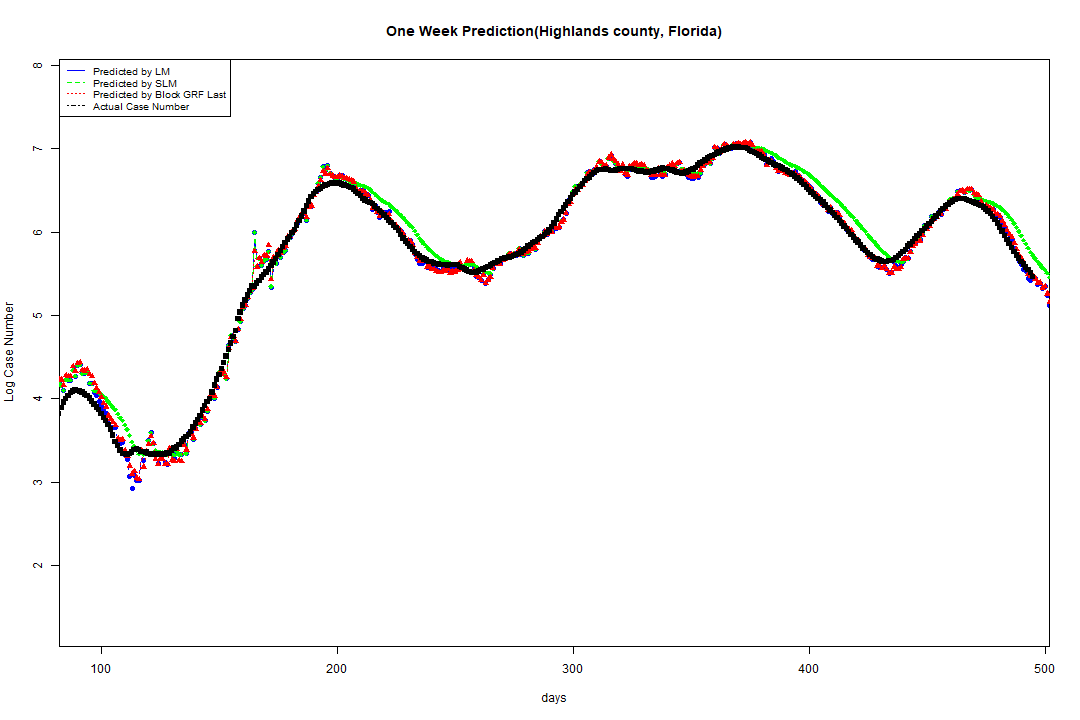 One Week Prediction(Highlands county, Florida)
Predicted by LM
Predicted by SLM
Predicted by Block GRF Last
Actual Case Number
8
7
6
5
4
3
2
Log Case Number
100 200 300 400 500
days